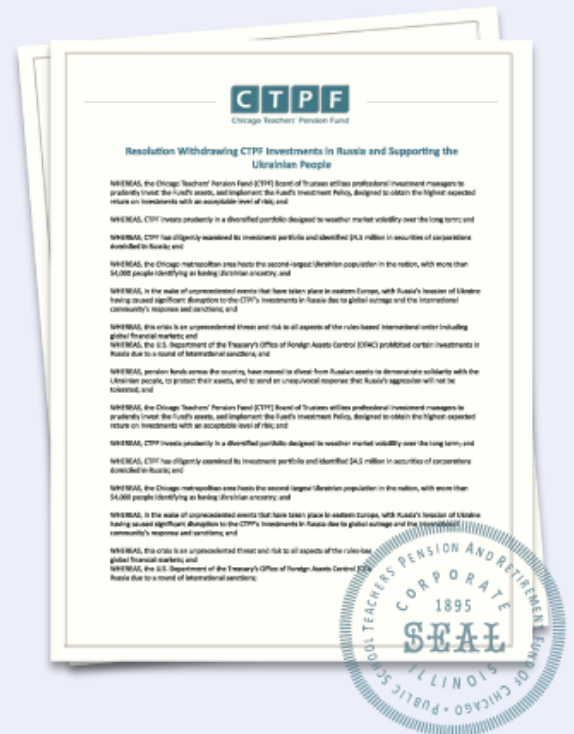 CTPF
Chicago Teachers' Pension Fund
Resolution Withdrawing CTPF Investments in Russia and Supporting the
Ukrainian People
WHEREAS, the Chicago Teachers' Pension Fund (CTPF) Board of Trustees utilizes professional investment managers to
prudently invest the Fund's assets, and implement the Fund's Investment Policy, designed to obtain the highest expected
return on investments with an acceptable level of risk; and
WHEREAS, CTPF invests prudently in a diversified portfolio designed to weather market volatility over the long term; and
WHEREAS, CTPF has diligently examined its investment portfolio and identified $4.5 million in securities of corporations
domiciled in Russia; and
WHEREAS, the Chicago metropolitan area hosts the second-largest Ukrainian population in the nation, with more than
54,000 people identifying as having Ukrainian ancestry; and
WHEREAS, in the wake of unprecedented events that have taken place in eastern Europe, with Russia's invasion of Ukraine
having caused significant disruption to the CTPF's investments in Russia due to global outrage and the international
community's response and sanctions; and
WHEREAS, this crisis is an unprecedented threat and risk to all aspects of the rules-based international order including
global financial markets; and
WHEREAS, the U.S. Department of the Treasury's Office of Foreign Assets Control (OFAC) prohibited certain investments in
Russia due to a round of international sanctions; and
WHEREAS, pension funds across the country, have moved to divest from Russian assets to demonstrate solidarity with the
Ukrainian people, to protect their assets, and to send an unequivocal response that Russia's aggression will not be
tolerated; and
WHEREAS, the Chicago Teachers' Pension Fund (CTPF) Board of Trustees utilizes professional investment managers to
prudently invest the Fund's assets, and implement the Fund's Investment Policy, designed to obtain the highest expected
return on investments with an acceptable level of risk; and
WHEREAS, CTPF invests prudently in a diversified portfolio designed to weather market volatility over the long term; and
WHEREAS, CTPF has diligently examined its investment portfolio and identified $4.5 million in securities of corporations
domiciled in Russia; and
WHEREAS, the Chicago metropolitan area hosts the second-largest Ukrainian population in the nation, with more than
54,000 people identifying as having Ukrainian ancestry; and
WHEREAS, in the wake of unprecedented events that have taken place in eastern Europe, with Russia's invasion of Ukraine
having caused significant disruption to the CTPF's investments in Russia due to global outrage and the international
community's response and sanctions; and
WHEREAS, this crisis is an unprecedented threat and risk to all aspects of the rules-bas
global financial markets; and
WHEREAS, the U.S. Department of the Treasury's Office of Foreign Assets Control
Russia due to a round of international sanctions;
PUBLIC SCHOOL TEACHERS PENSION AND RETIREMENT FUND OF CHICAGO
CORPORATE
1895
SEAL
ILLINOIS